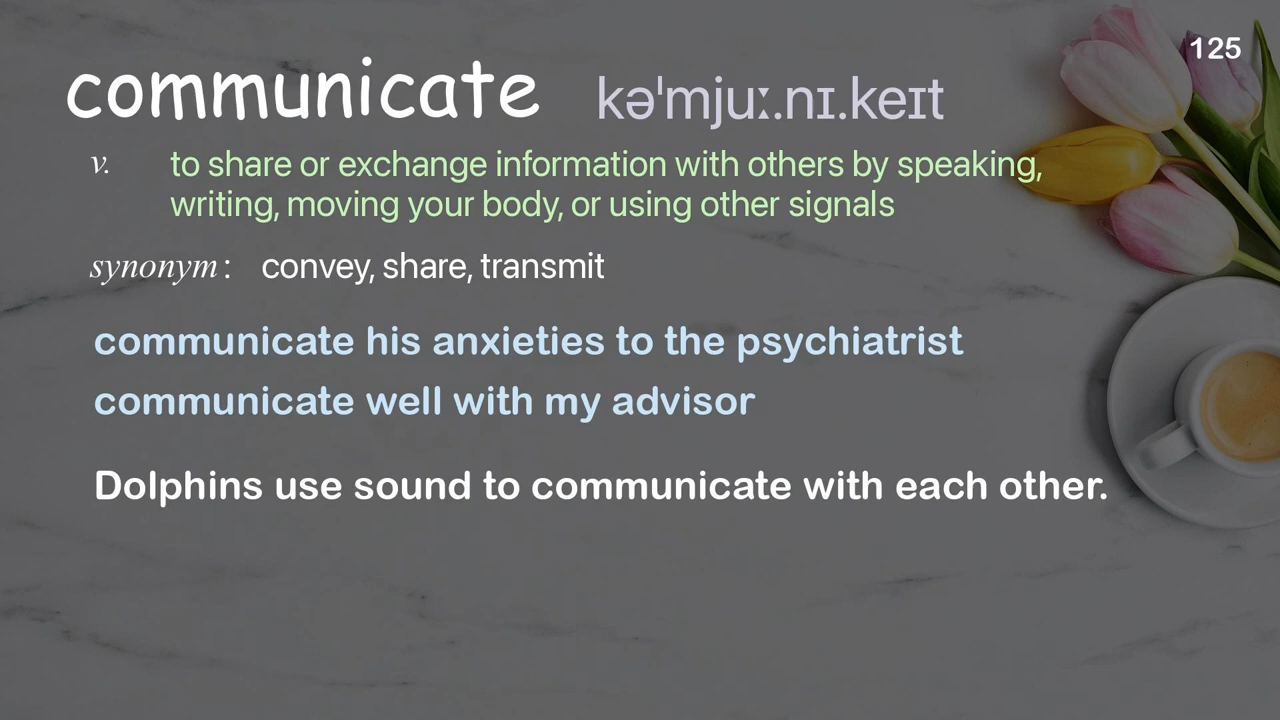 125
communicate kəˈmjuː.nɪ.keɪt
v. to share or exchange information with others by speaking,
writing, moving your body, or using other signals
synonym : convey, share, transmit
communicate his anxieties to the psychiatrist
communicate well with my advisor
Dolphins use sound to communicate with each other.